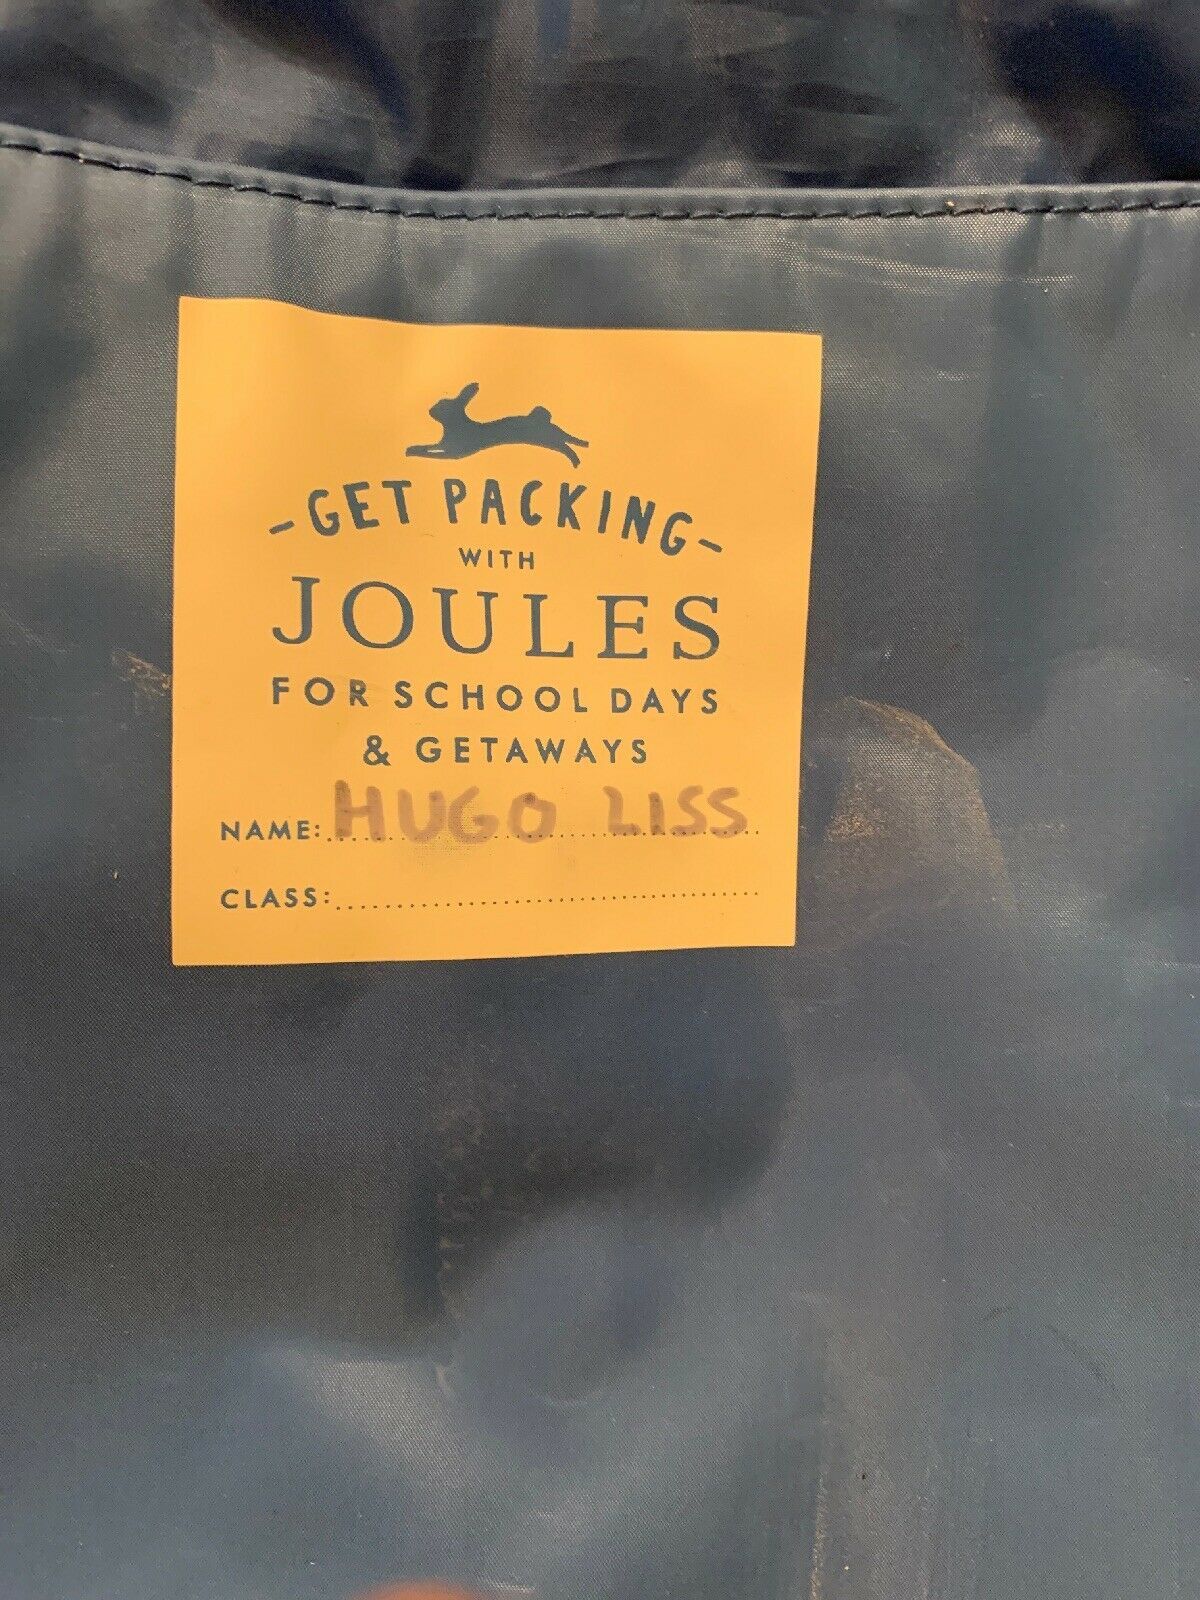 -GET PACKING-
WITH
JOULES
FOR SCHOOL DAYS
& GETAWAYS
NAME: HUGO LISS
CLASS: